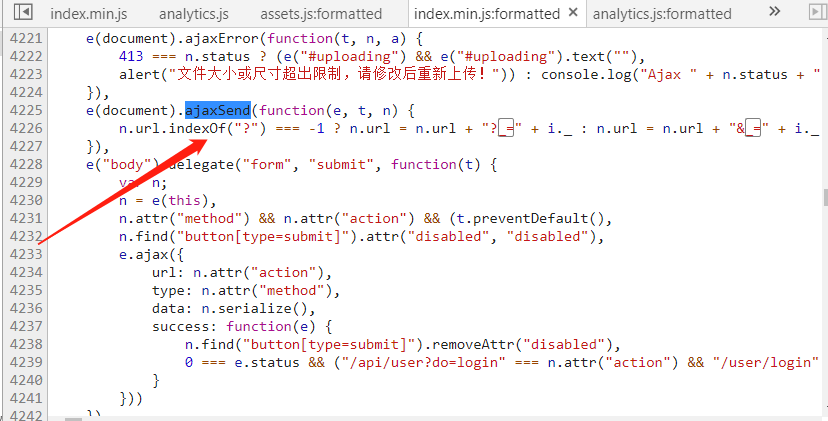 index.min.js analytics.js assets.js:formatted index.min.js:formatted × analytics.js:formatted »
4221 e(document).ajaxError(function(t, n, a) {
4222 413 === n.status ? (e("#uploading") && e("#uploading").text(""),
4223 alert("文件大小或尺寸超出限制，请修改后重新上传！")) : console.log("Ajax " + n.status + "
4224 }),
4225 e(document).ajaxSend(function(e, t, n) {
4226 n.url.indexOf("?") === -1 ? n.url = n.url + "?_=" + i._ : n.url = n.url + "&_=" + i._
4227 }),
4228 e("body").delegate("form", "submit", function(t) {
4229 var n;
4230 n = e(this),
4231 n.attr("method") && n.attr("action") && (t.preventDefault(),
4232 n.find("button[type=submit]").attr("disabled", "disabled"),
4233 e.ajax({
4234 url: n.attr("action"),
4235 type: n.attr("method"),
4236 data: n.serialize(),
4237 success: function(e) {
4238 n.find("button[type=submit]").removeAttr("disabled"),
4239 0 === e.status && ("/api/user?do=login" === n.attr("action") && "/user/login"
4240 }
4241 }))
4242 })